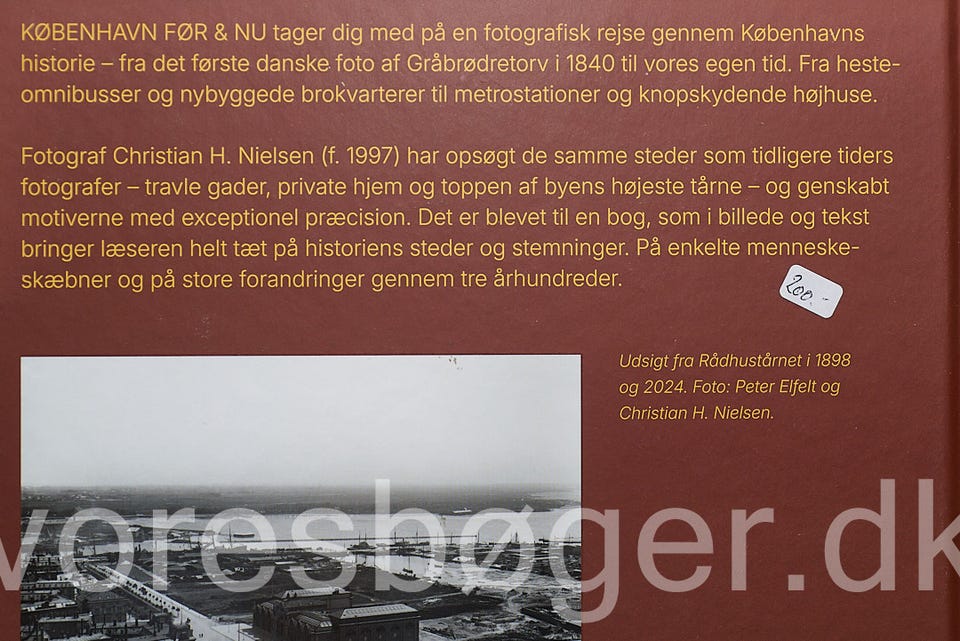 KØBENHAVN FØR & NU tager dig med på en fotografisk rejse gennem Københavns
historie – fra det første danske foto af Gråbrødretorv i 1840 til vores egen tid. Fra heste-
omnibusser og nybyggede brokvarterer til metrostationer og knopskydende højhuse.
Fotograf Christian H. Nielsen (f. 1997) har opsøgt de samme steder som tidligere tiders
fotografer – travle gader, private hjem og toppen af byens højeste tårne – og genskabt
motiverne med exceptionel præcision. Det er blevet til en bog, som i billede og tekst
bringer læseren helt tæt på historiens steder og stemninger. På enkelte menneske-
skæbner og på store forandringer gennem tre århundreder.
200.-
Udsigt fra Rådhustårnet i 1898
og 2024. Foto: Peter Elfelt og
Christian H. Nielsen.
voresbøger.dk